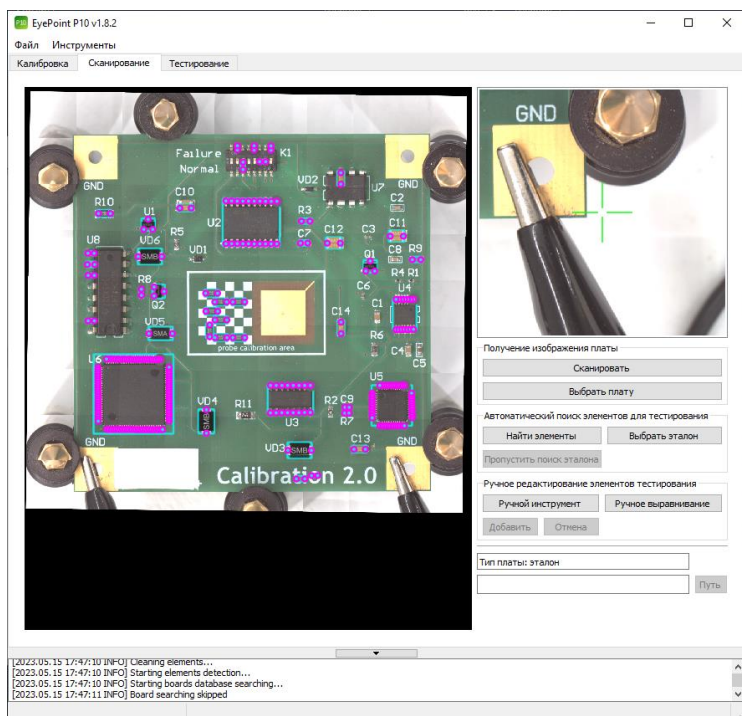 P10 EyePoint P10 v1.8.2
Файл Инструменты
Калибровка Сканирование Тестирование
Failure K1
Normal
GND VD2 U7 GND
R10 C10 C2
U1 U2 R3
R5 C7 C12 C3 C11
U8 VD6 VD1 C8 R9
SMB Q1
R8 C6 R4 R1
Q2 U4
VD5 C14 C1
SMA R6
probe calibration area C4 C5
U6 U5
VD4 R11 R2 C9
SMB U3 R7
GND VD3 SMB C13 GND
Calibration 2.0
GND
Получение изображения платы
Сканировать
Выбрать плату
Автоматический поиск элементов для тестирования
Найти элементы Выбрать эталон
Пропустить поиск эталона
Ручное редактирование элементов тестирования
Ручной инструмент Ручное выравнивание
Добавить Отмена
Тип платы: эталон
Путь
[2023.05.15 17:47:10 INFO] Cleaning elements...
[2023.05.15 17:47:10 INFO] Starting elements detection...
[2023.05.15 17:47:10 INFO] Starting boards database searching...
[2023.05.15 17:47:11 INFO] Board searching skipped